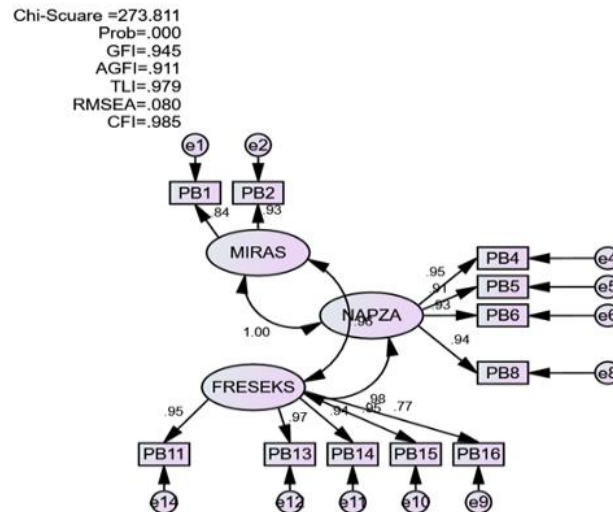 Chi-Scuare =273.811
Prob=.000
GFI=.945
AGFI=.911
TLI=.979
RMSEA=.080
CFI=.985
e1 e2
PB1 PB2
.84 .93
MIRAS
PB4 e4
.95
PB5 e5
.91
PB6 e6
.93
NAPZA
.96
1.00
.94
PB8 e8
FRESEKS
.98
.95 .97 .94 .95 .77
PB11 PB13 PB14 PB15 PB16
e14 e12 e11 e10 e9